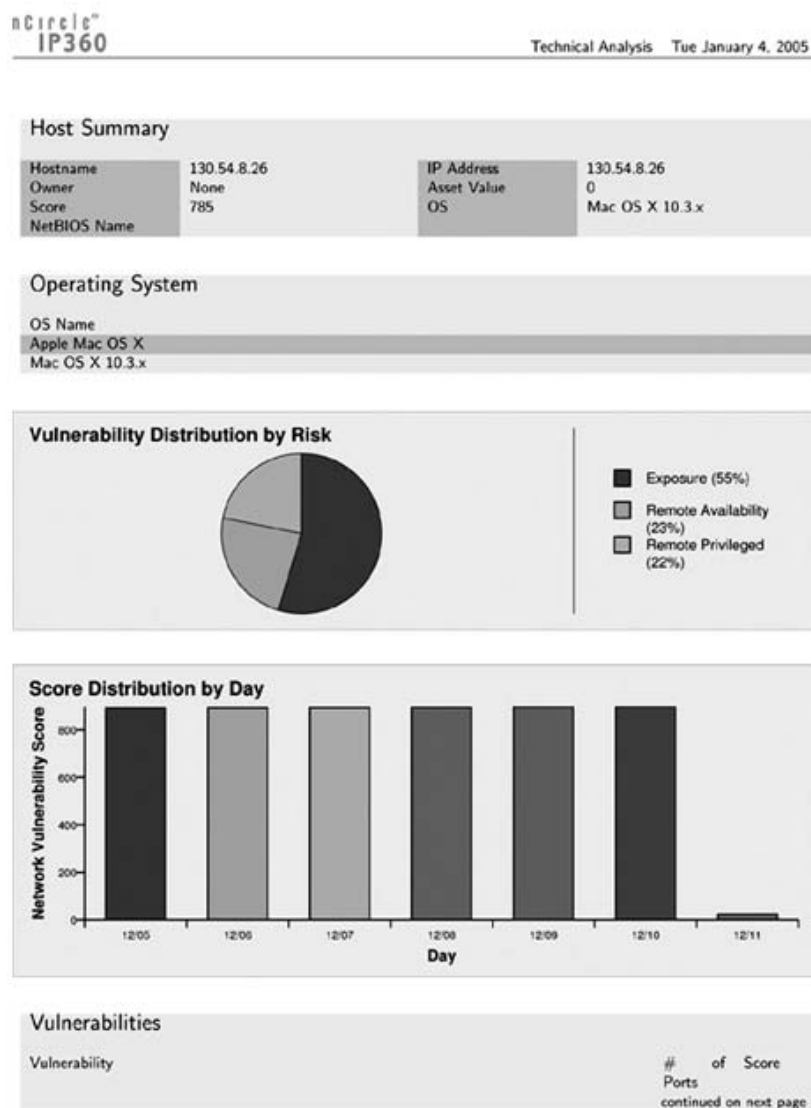 nCircle™
IP360
Technical Analysis Tue January 4, 2005
Host Summary
Hostname 130.54.8.26 IP Address 130.54.8.26
Owner None Asset Value 0
Score 785 OS Mac OS X 10.3.x
NetBIOS Name
Operating System
OS Name
Apple Mac OS X
Mac OS X 10.3.x
Vulnerability Distribution by Risk
Exposure (55%)
Remote Availability
(23%)
Remote Privileged
(22%)
Score Distribution by Day
Network Vulnerability Score
800
600
400
200
0
12/05 12/06 12/07 12/08 12/09 12/10 12/11
Day
Vulnerabilities
Vulnerability # of Score
Ports
continued on next page